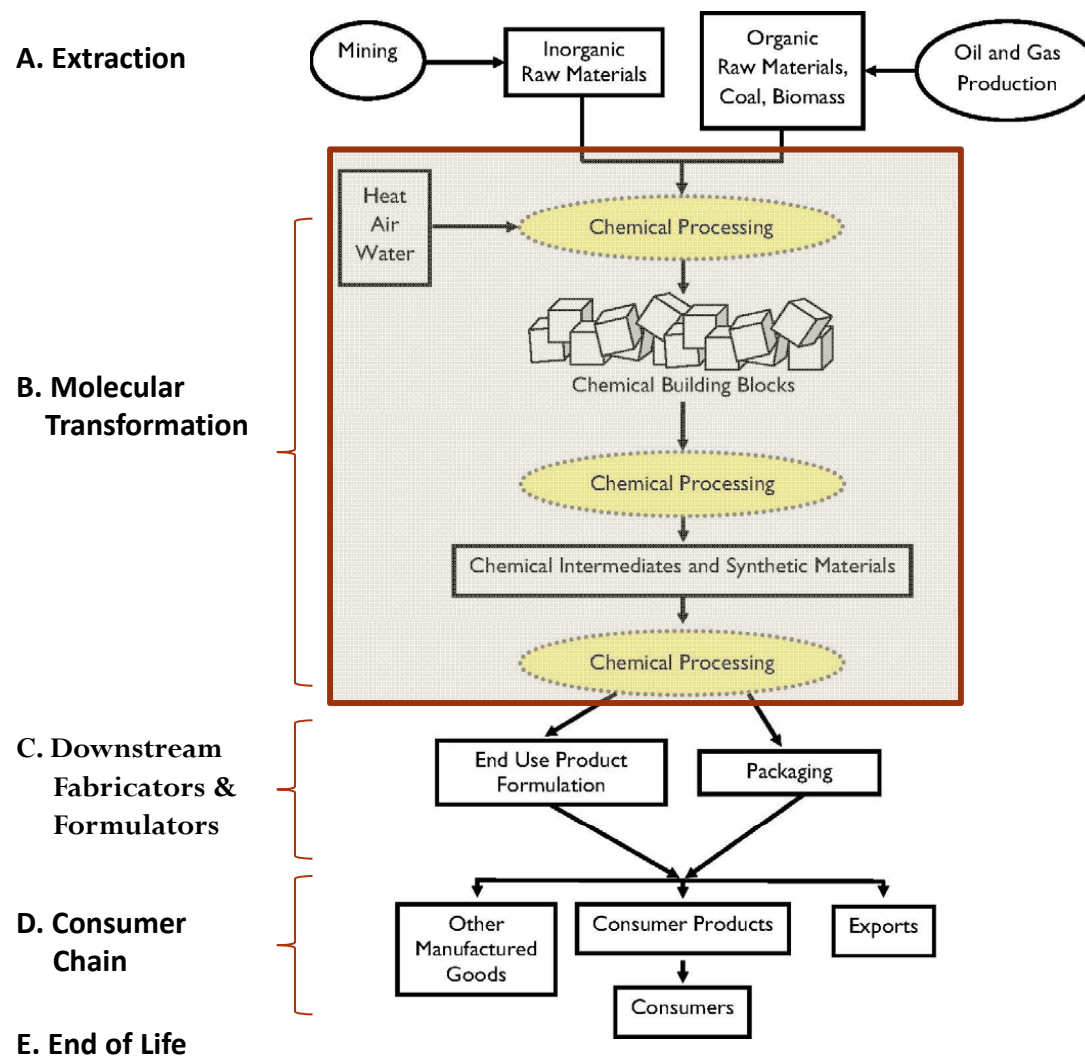 A. Extraction
Mining
Inorganic
Raw Materials
Organic
Raw Materials,
Coal, Biomass
Oil and Gas
Production
Heat
Air
Water
Chemical Processing
B. Molecular
Transformation
Chemical Building Blocks
Chemical Processing
Chemical Intermediates and Synthetic Materials
Chemical Processing
C. Downstream
Fabricators &
Formulators
End Use Product
Formulation
Packaging
D. Consumer
Chain
Other
Manufactured
Goods
Consumer Products
Exports
Consumers
E. End of Life